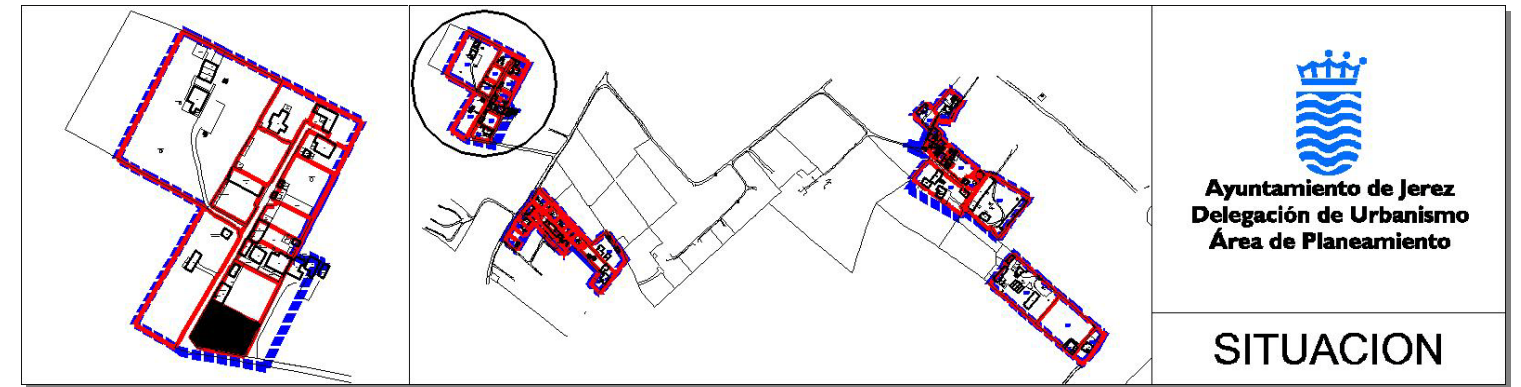 Ayuntamiento de Jerez
Delegación de Urbanismo
Área de Planeamiento
SITUACION